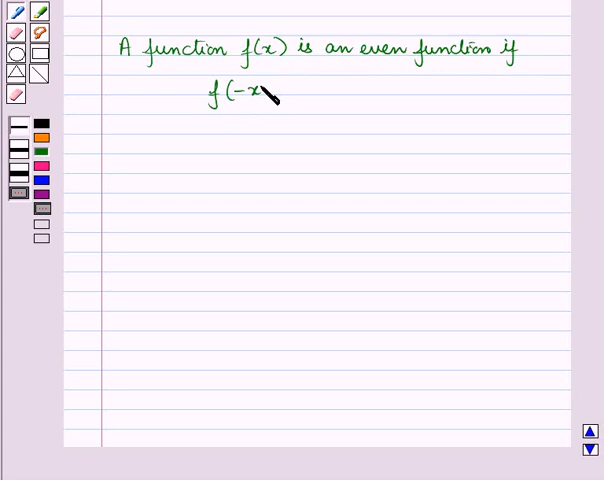 A function f(x) is an even function if
f(-x